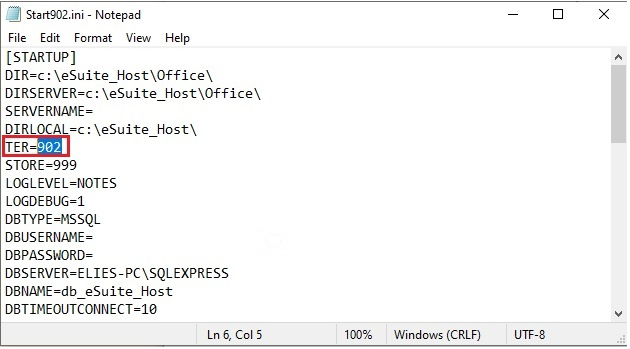 Start902.ini - Notepad
File Edit Format View Help
[STARTUP]
DIR=c:\eSuite_Host\Office\
DIRSERVER=c:\eSuite_Host\Office\
SERVERNAME=
DIRLOCAL=c:\eSuite_Host\
TER=902
STORE=999
LOGLEVEL=NOTES
LOGDEBUG=1
DBTYPE=MSSQL
DBUSERNAME=
DBPASSWORD=
DBSERVER=ELIES-PC\SQLEXPRESS
DBNAME=db_eSuite_Host
DBTIMEOUTCONNECT=10
Ln 6, Col 5 100% Windows (CRLF) UTF-8